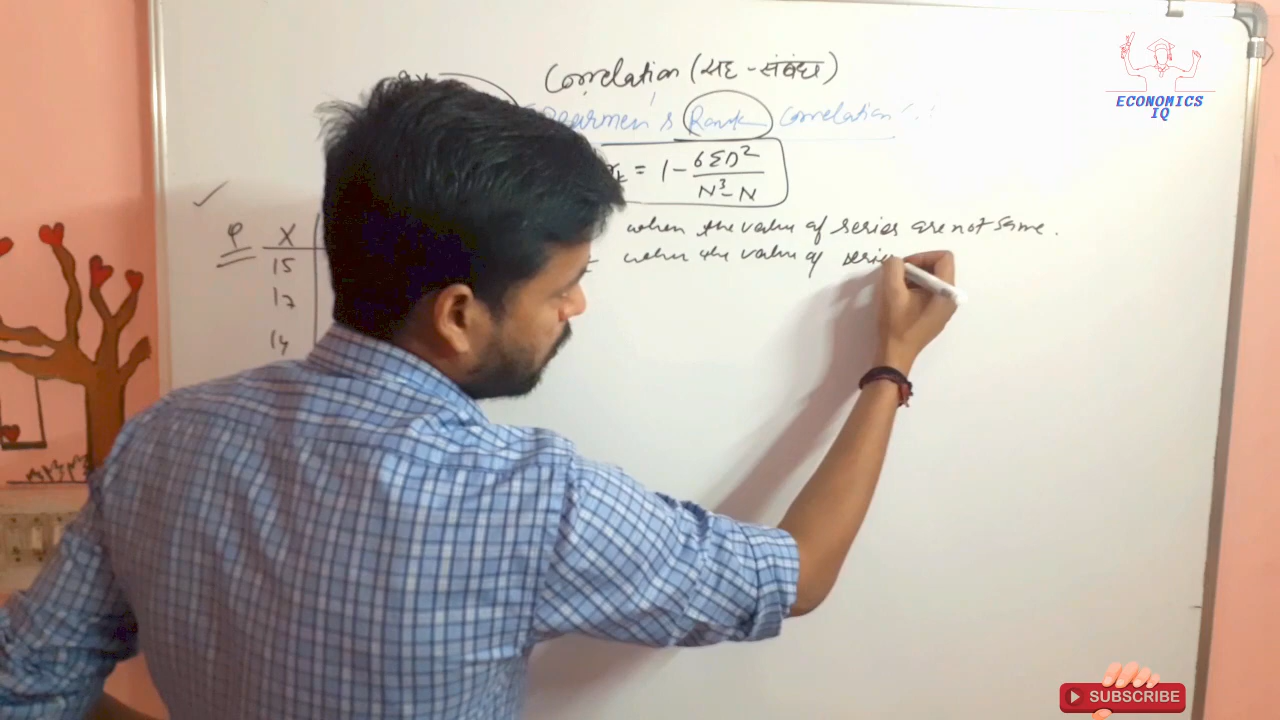 Correlation (सह-संबंध)
Rank Correlation
= 1 - 6ΣD²
N³-N
φ X
15
17
14
when the value of series are not same.
when the value of serie
ECONOMICS
IQ
SUBSCRIBE